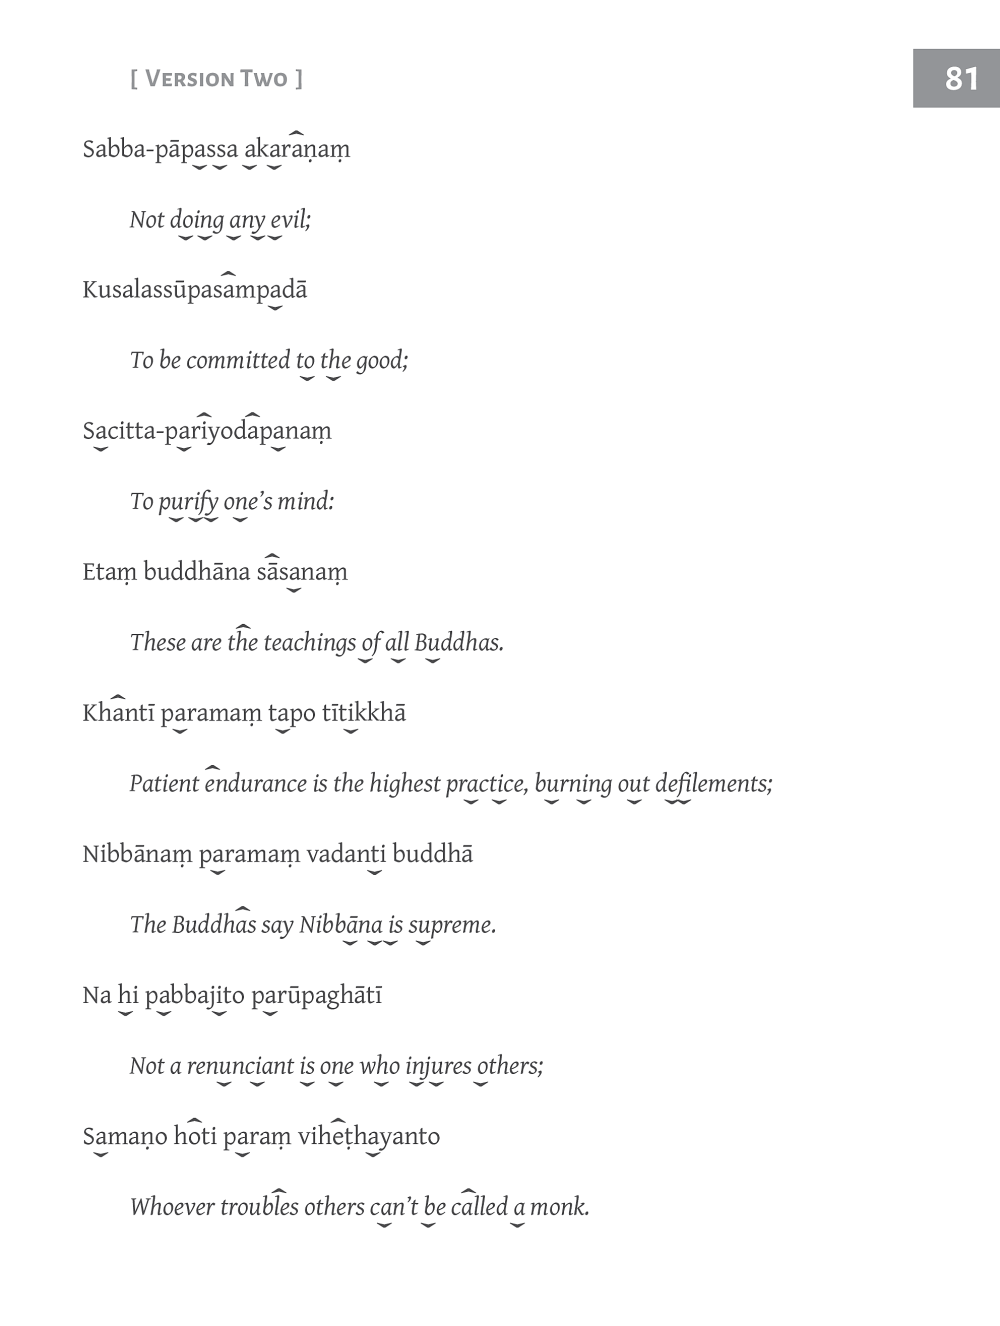 [ Version Two ]
81
Sabba-pāpassa akaraṇaṃ
Not doing any evil;
Kusalassūpasampadā
To be committed to the good;
Sacitta-pariyodapanaṃ
To purify one’s mind:
Etaṃ buddhāna sāsanaṃ
These are the teachings of all Buddhas.
Khantī paramaṃ tapo tītikkhā
Patient endurance is the highest practice, burning out defilements;
Nibbānaṃ paramaṃ vadanti buddhā
The Buddhas say Nibbāna is supreme.
Na hi pabbajito parūpaghātī
Not a renunciant is one who injures others;
Samaṇo hoti paraṃ viheṭhayanto
Whoever troubles others can’t be called a monk.